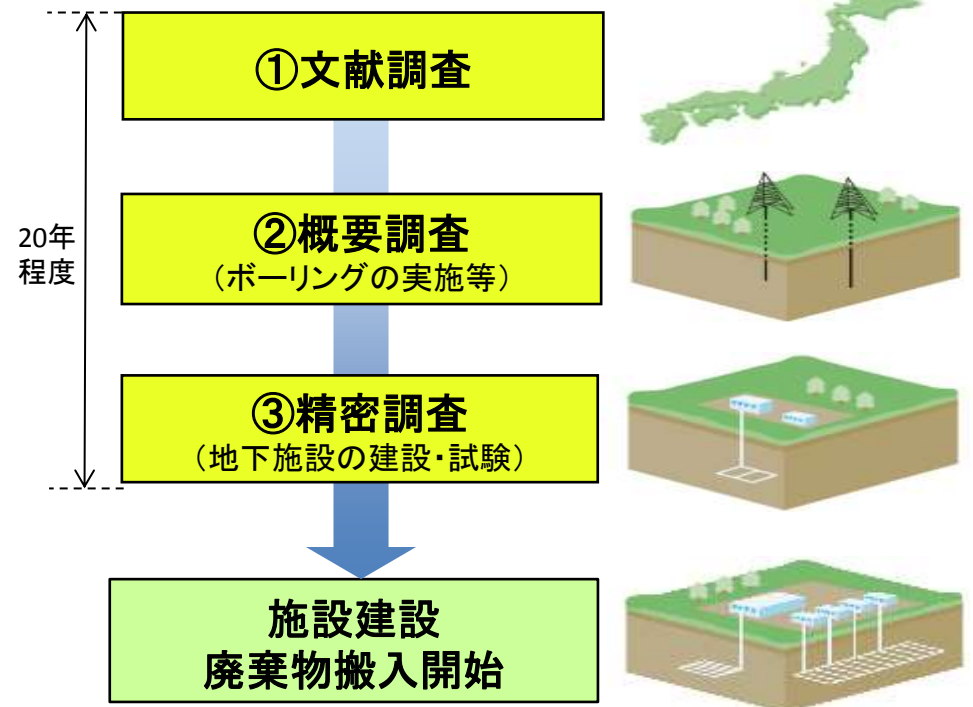 ①文献調査
②概要調査
（ボーリングの実施等）
20年
程度
③精密調査
（地下施設の建設・試験）
施設建設
廃棄物搬入開始